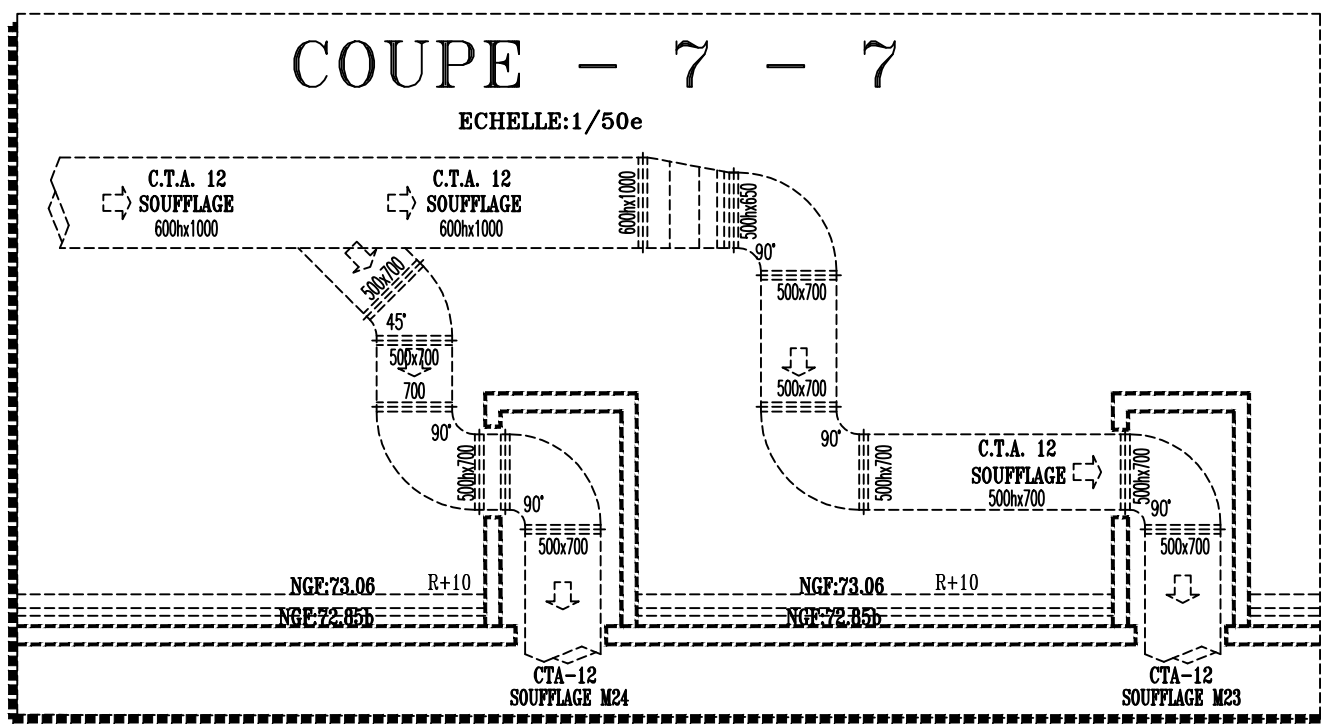 COUPE - 7 - 7
ECHELLE:1/50e
C.T.A. 12
SOUFFLAGE
600hx1000
C.T.A. 12
SOUFFLAGE
600hx1000
600hx1000
500hx650
90°
500x700
500x700
45°
500x700
700
500x700
90°
90°
500hx700
90°
500x700
500hx700
C.T.A. 12
SOUFFLAGE
500hx700
500hx700
90°
500x700
NGF:73.06 R+10
NGF:72.85b
NGF:73.06 R+10
NGF:72.85b
CTA-12
SOUFFLAGE M24
CTA-12
SOUFFLAGE M23